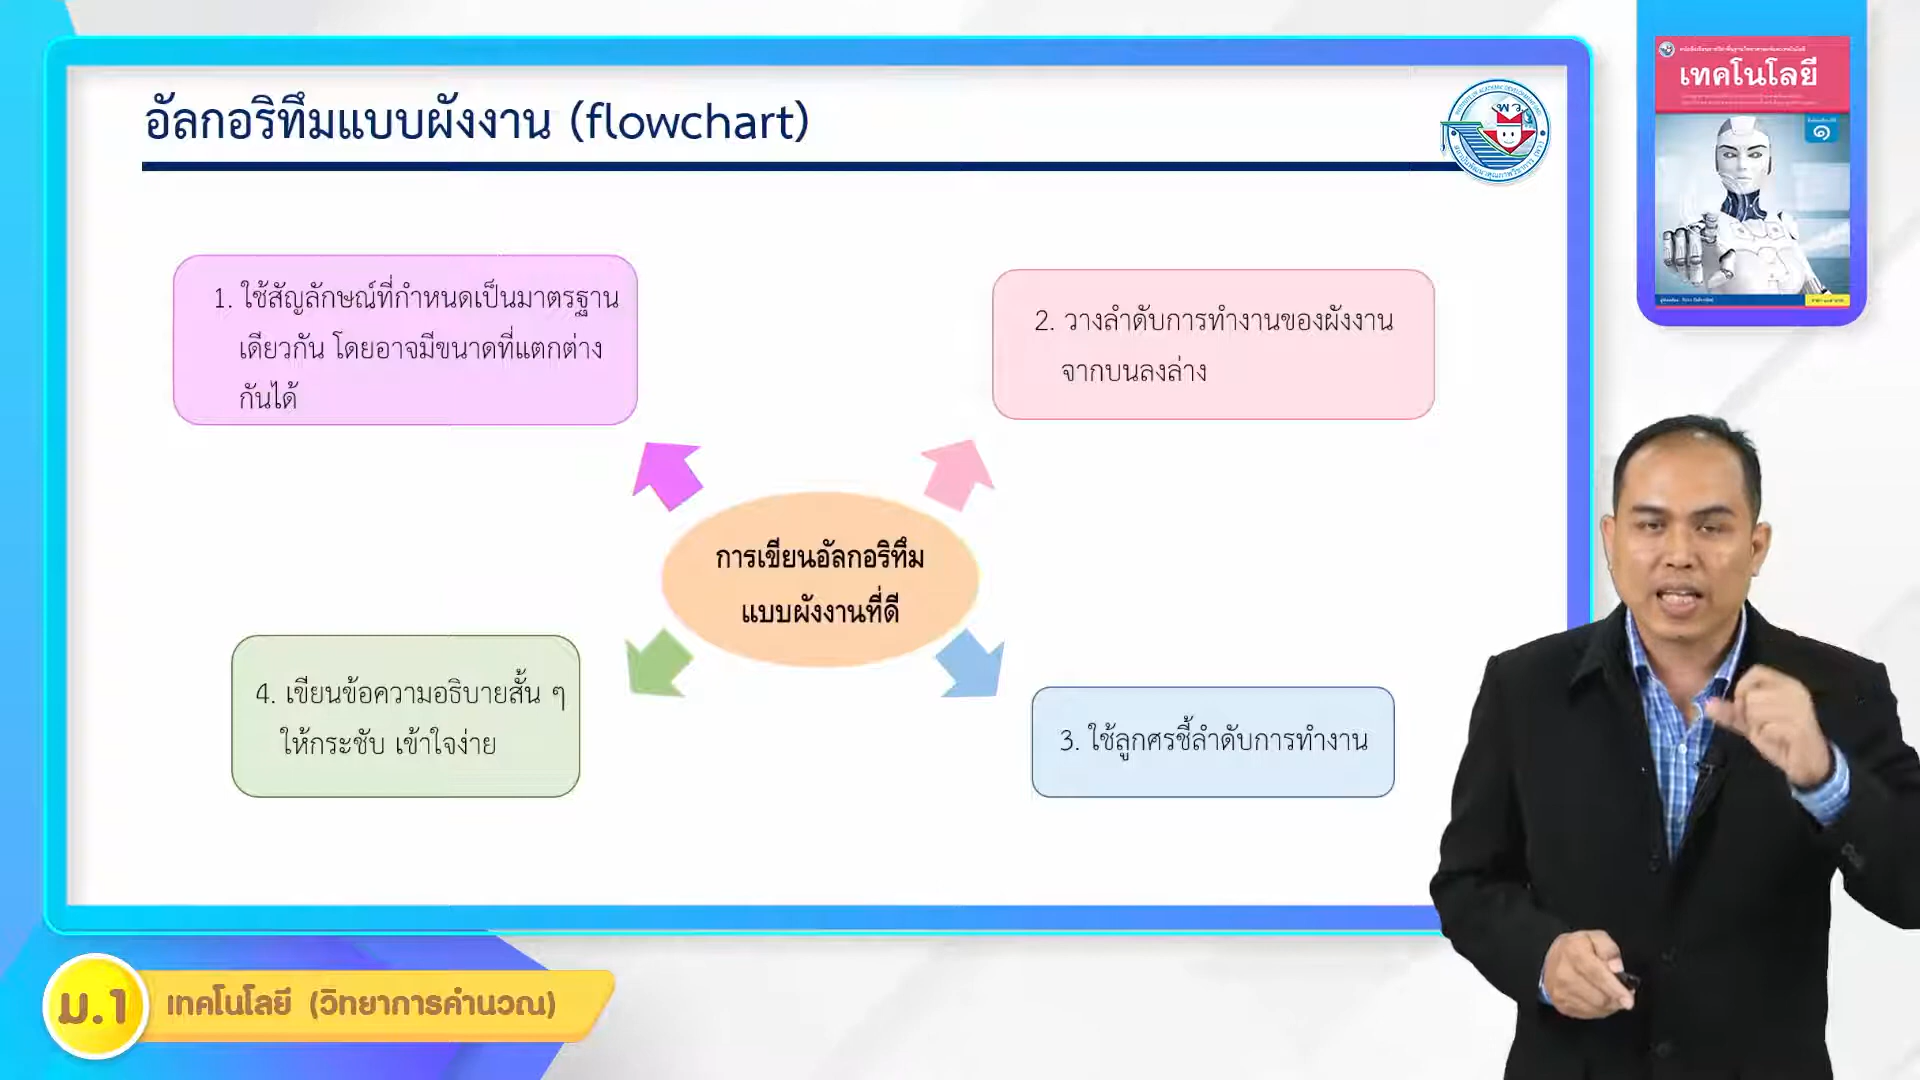 อัลกอริทึมแบบผังงาน (flowchart)
พว.
เทคโนโลยี
๑
1. ใช้สัญลักษณ์ที่กำหนดเป็นมาตรฐาน
เดียวกัน โดยอาจมีขนาดที่แตกต่าง
กันได้
2. วางลำดับการทำงานของผังงาน
จากบนลงล่าง
การเขียนอัลกอริทึม
แบบผังงานที่ดี
4. เขียนข้อความอธิบายสั้น ๆ
ให้กระชับ เข้าใจง่าย
3. ใช้ลูกศรชี้ลำดับการทำงาน
ม.1 เทคโนโลยี (วิทยาการคำนวณ)